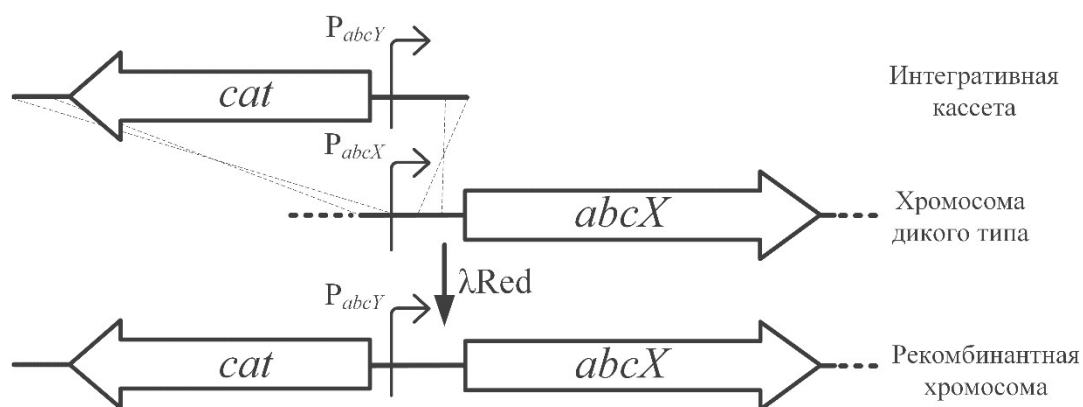 P_abcY
cat
Интегративная
кассета
P_abcX
abcX
Хромосома
дикого типа
λRed
P_abcY
cat
abcX
Рекомбинантная
хромосома